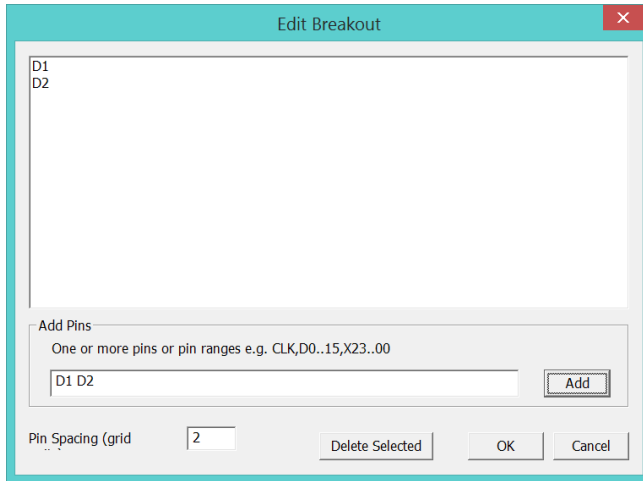 Edit Breakout
D1
D2
Add Pins
One or more pins or pin ranges e.g. CLK,D0..15,X23..00
D1 D2
Add
Pin Spacing (grid
2
Delete Selected
OK
Cancel